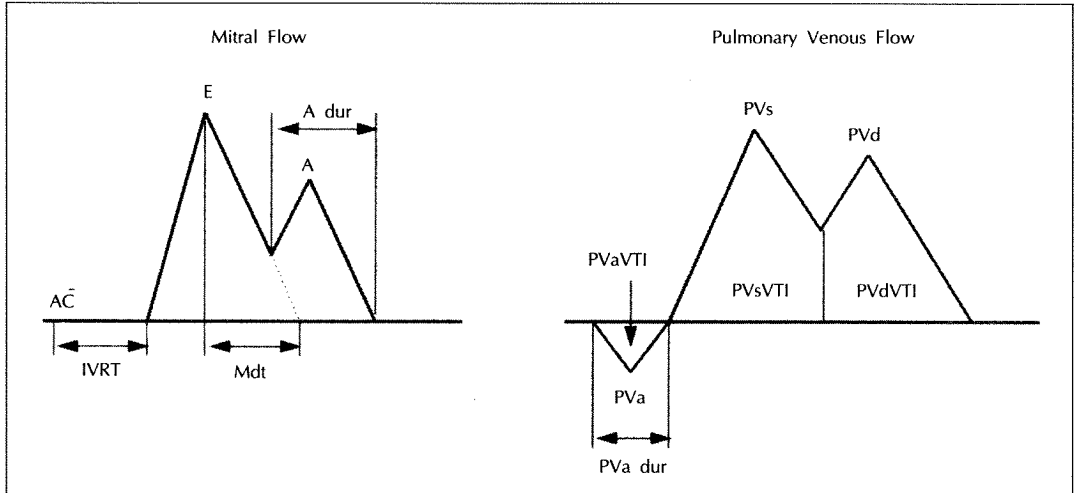 Mitral Flow
E
A dur
A
AC̄
IVRT
Mdt
Pulmonary Venous Flow
PVs
PVd
PVaVTI
PVsVTI
PVdVTI
PVa
PVa dur